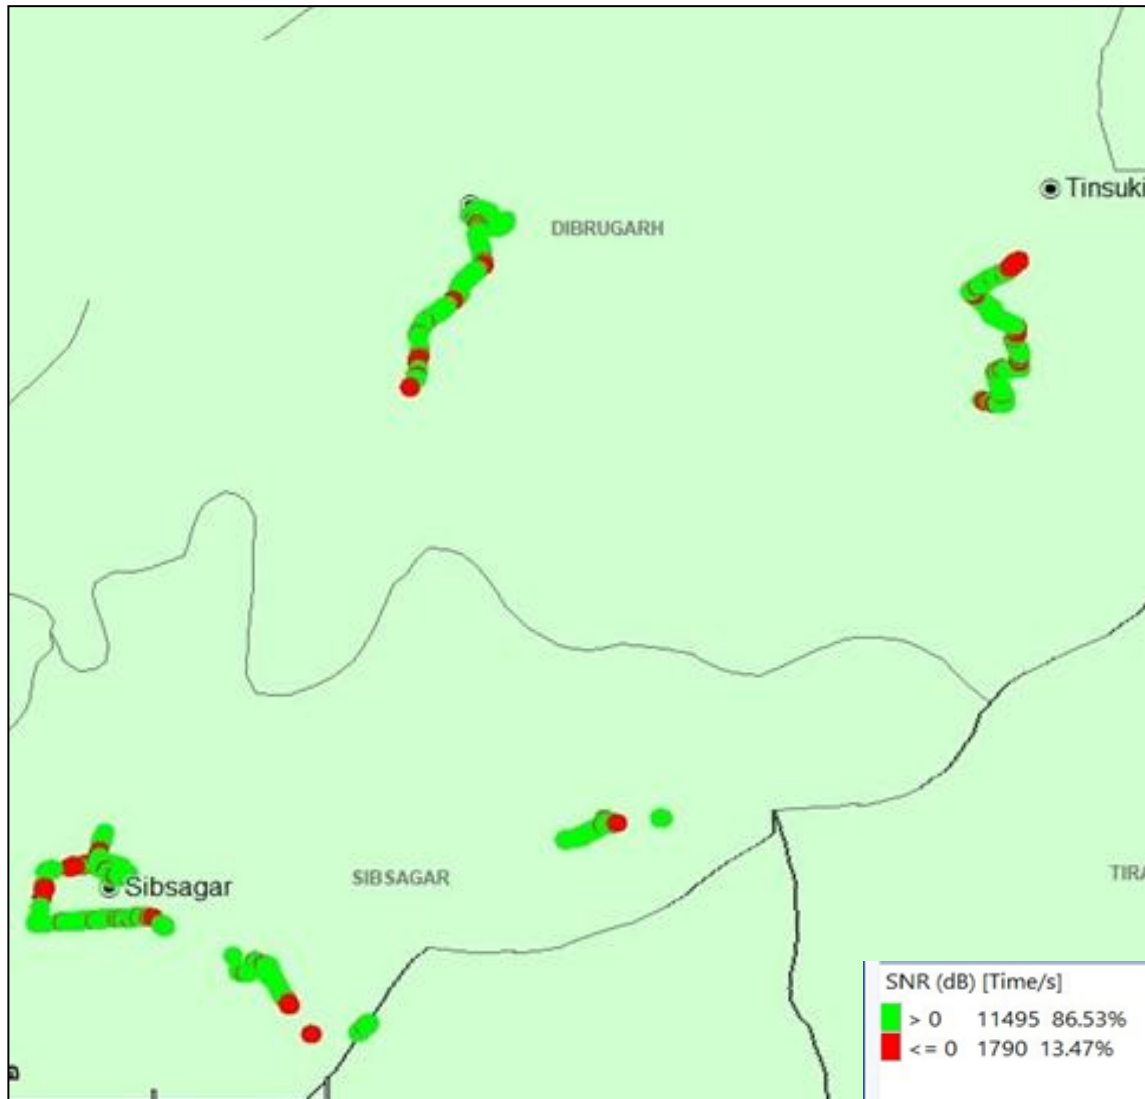 Tinsuki
DIBRUGARH
Sibsagar
SIBSAGAR
TIRA
SNR (dB) [Time/s]
> 0 11495 86.53%
<= 0 1790 13.47%